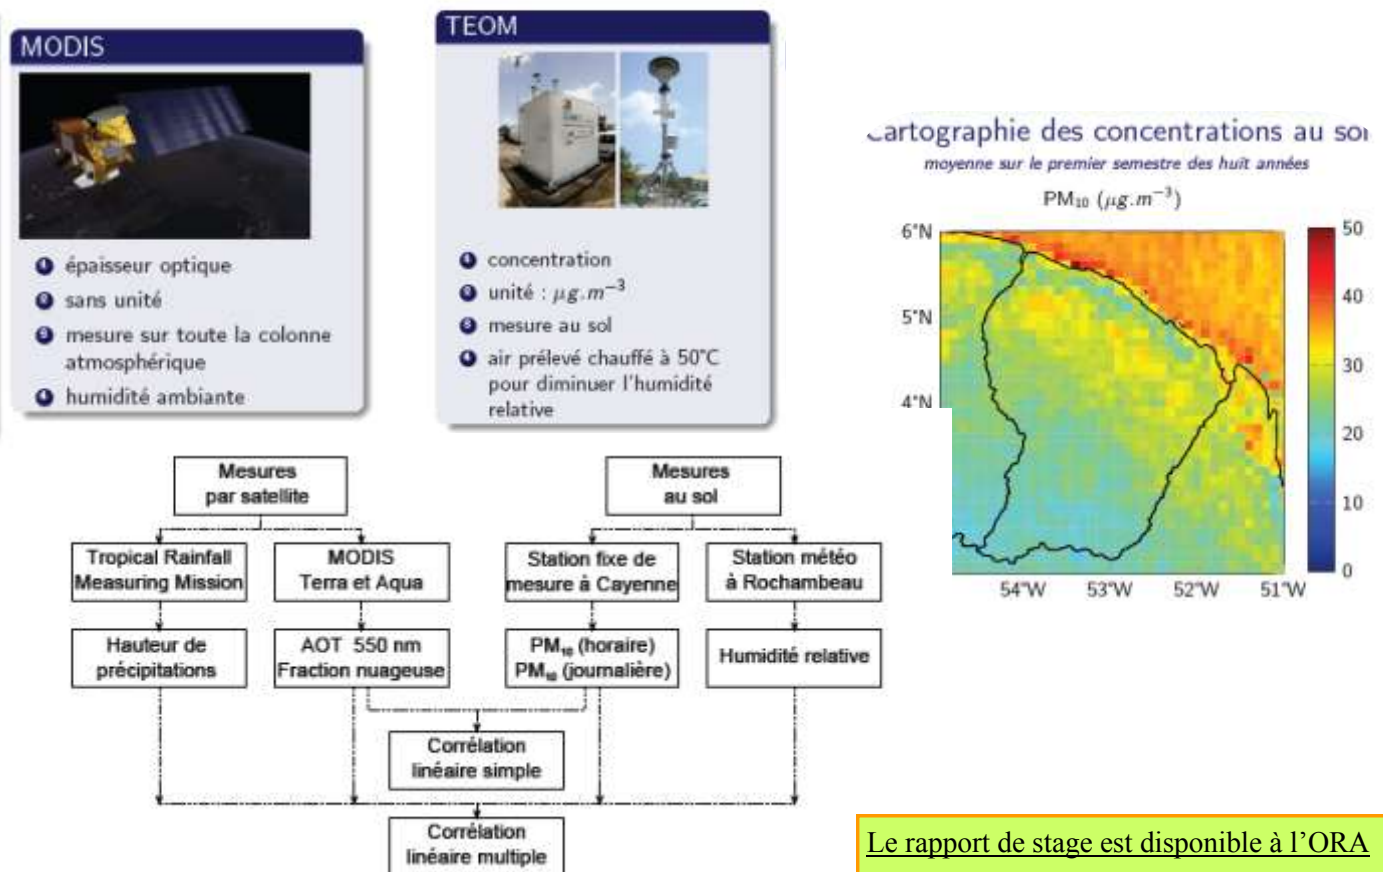 MODIS
épaisseur optique
sans unité
mesure sur toute la colonne
atmosphérique
humidité ambiante
TEOM
concentration
unité : μg.m⁻³
mesure au sol
air prélevé chauffé à 50°C
pour diminuer l'humidité
relative
Cartographie des concentrations au sol
moyenne sur le premier semestre des huit années
PM₁₀ (μg.m⁻³)
6°N
5°N
4°N
54°W 53°W 52°W 51°W
50
40
30
20
10
0
Mesures
par satellite
Mesures
au sol
Tropical Rainfall
Measuring Mission
MODIS
Terra et Aqua
Station fixe de
mesure à Cayenne
Station météo
à Rochambeau
Hauteur de
précipitations
AOT 550 nm
Fraction nuageuse
PM₁₀ (horaire)
PM₁₀ (journalière)
Humidité relative
Corrélation
linéaire simple
Corrélation
linéaire multiple
Le rapport de stage est disponible à l'ORA